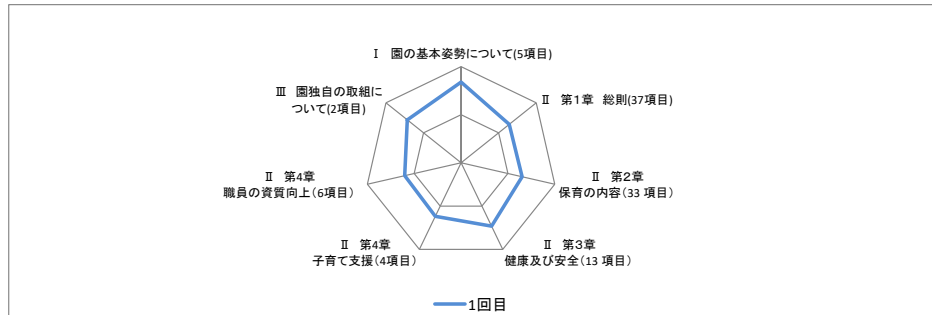 Ⅰ　園の基本姿勢について(5項目)
Ⅱ　第1章　総則(37項目)
Ⅱ　第２章
保育の内容(33 項目)
Ⅱ　第３章
健康及び安全(13 項目)
Ⅱ　第4章
子育て支援(4項目)
Ⅱ　第4章
職員の資質向上(6項目)
Ⅲ　園独自の取組に
ついて(2項目)
1回目